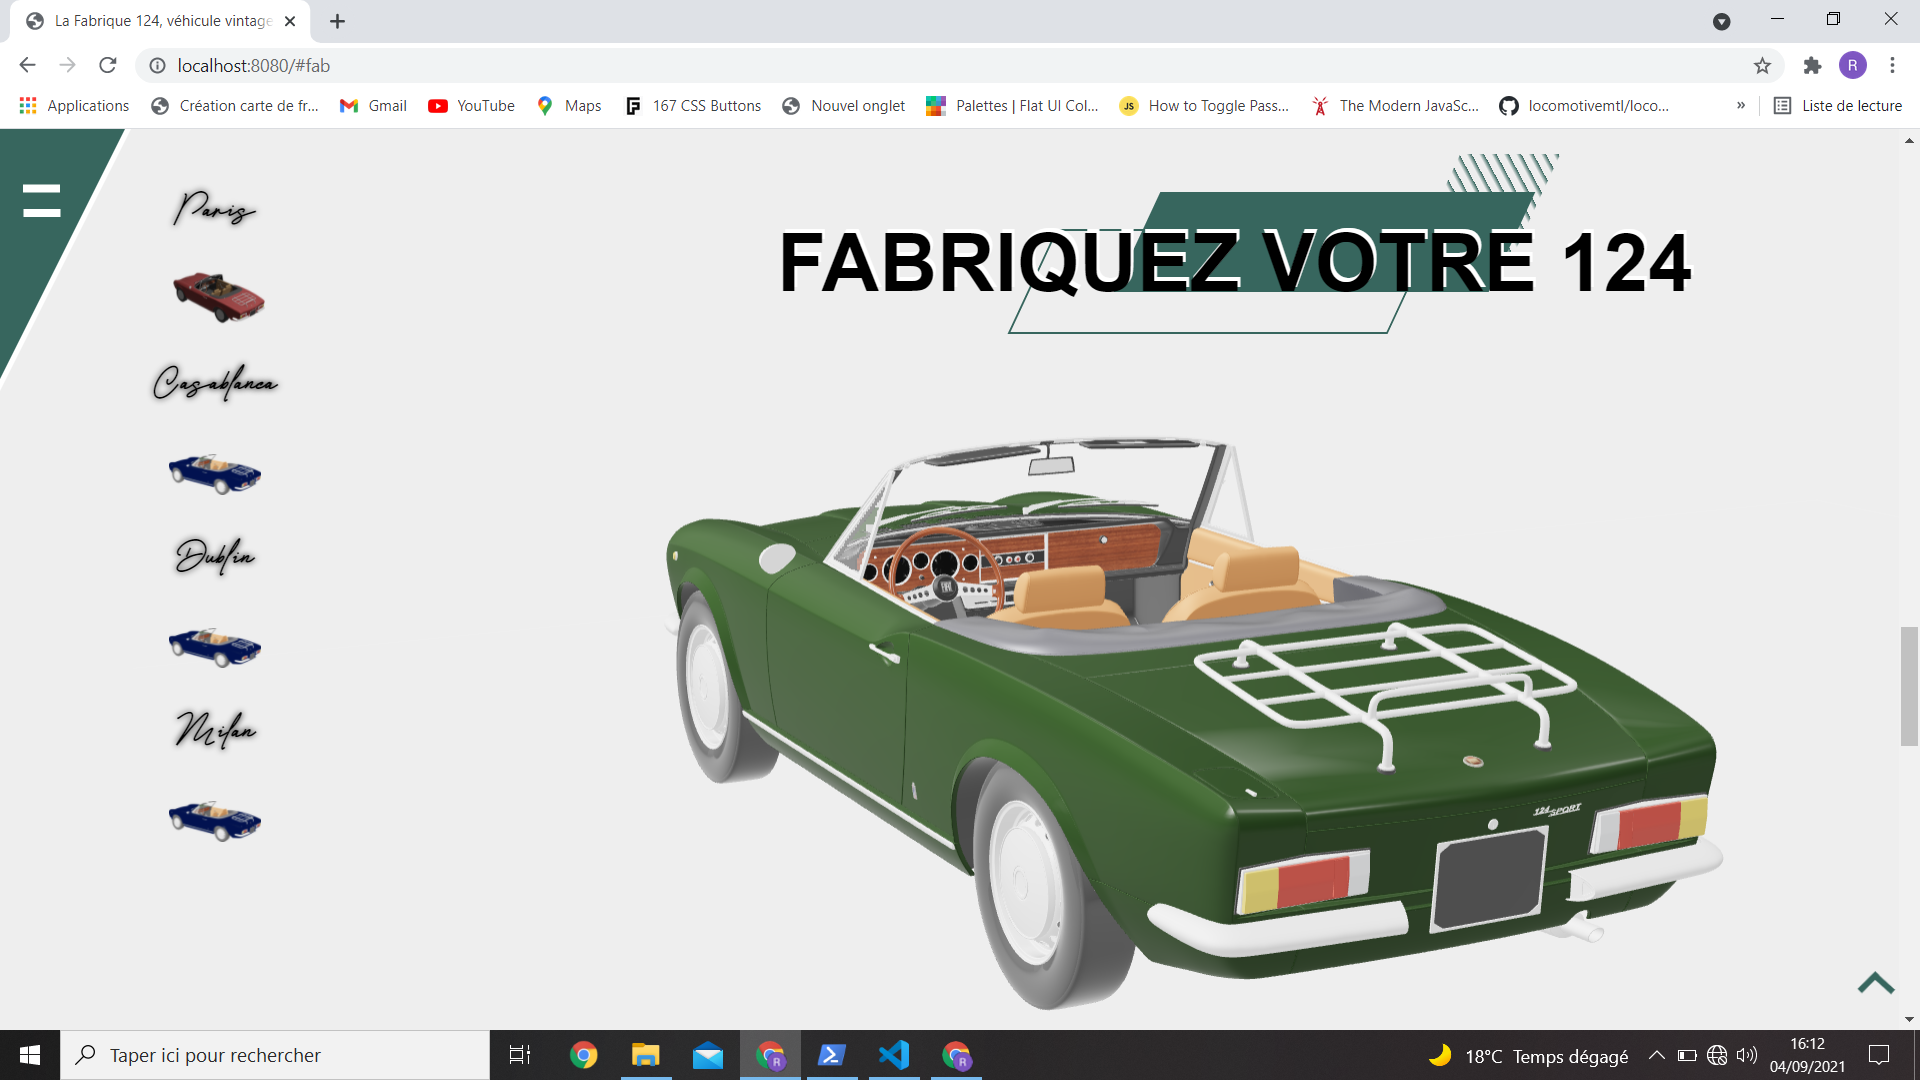 La Fabrique 124, véhicule vintage
localhost:8080/#fab
R
Applications
Création carte de fr...
Gmail
YouTube
Maps
167 CSS Buttons
Nouvel onglet
Palettes | Flat UI Col...
JS
How to Toggle Pass...
The Modern JavaSc...
locomotivemtl/loco...
»
Liste de lecture
Paris
FABRIQUEZ VOTRE 124
Casablanca
Dublin
Milan
FIAT
124 SPORT
Taper ici pour rechercher
R
R
18°C Temps dégagé
16:12
04/09/2021